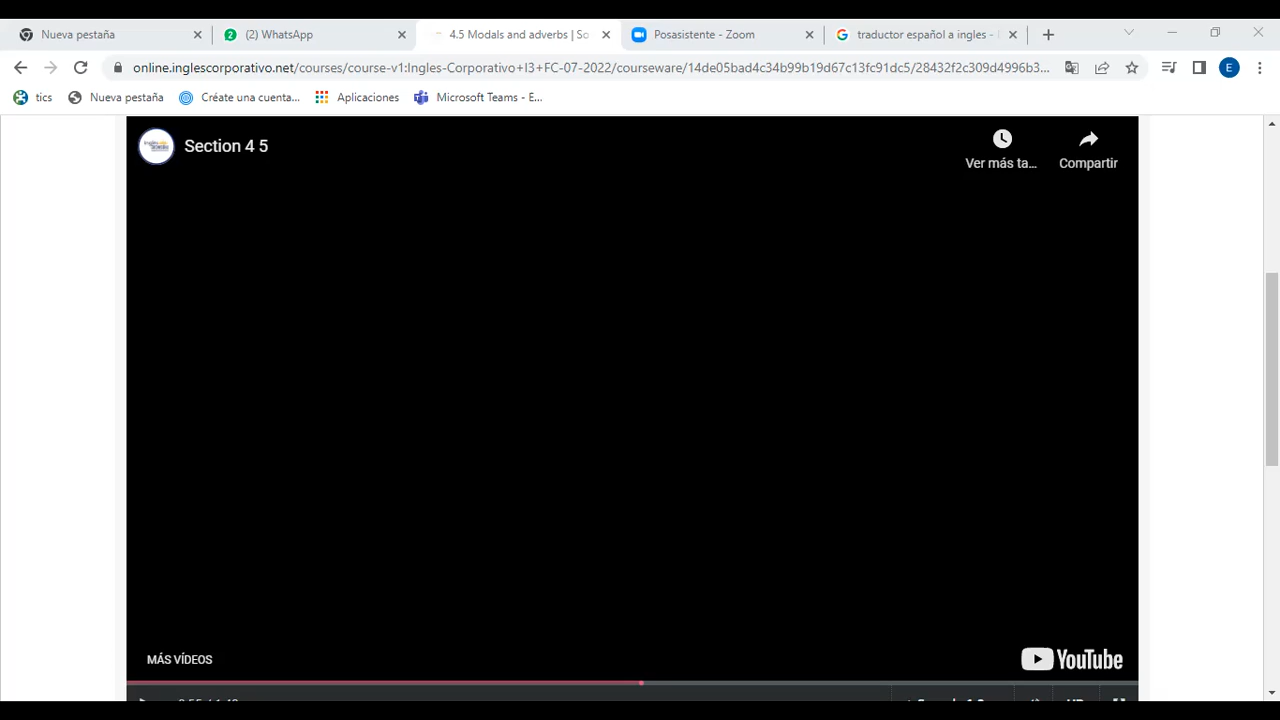 Nueva pestaña
(2) WhatsApp
4.5 Modals and adverbs | So
Posasistente - Zoom
traductor español a ingles -
online.inglescorporativo.net/courses/course-v1:Ingles-Corporativo+I3+FC-07-2022/courseware/14de05bad4c34b99b19d67c13fc91dc5/28432f2c309d4996b3...
E
tics
Nueva pestaña
Créate una cuenta...
Aplicaciones
Microsoft Teams - E...
Section 4 5
Ver más ta...
Compartir
MÁS VÍDEOS
YouTube